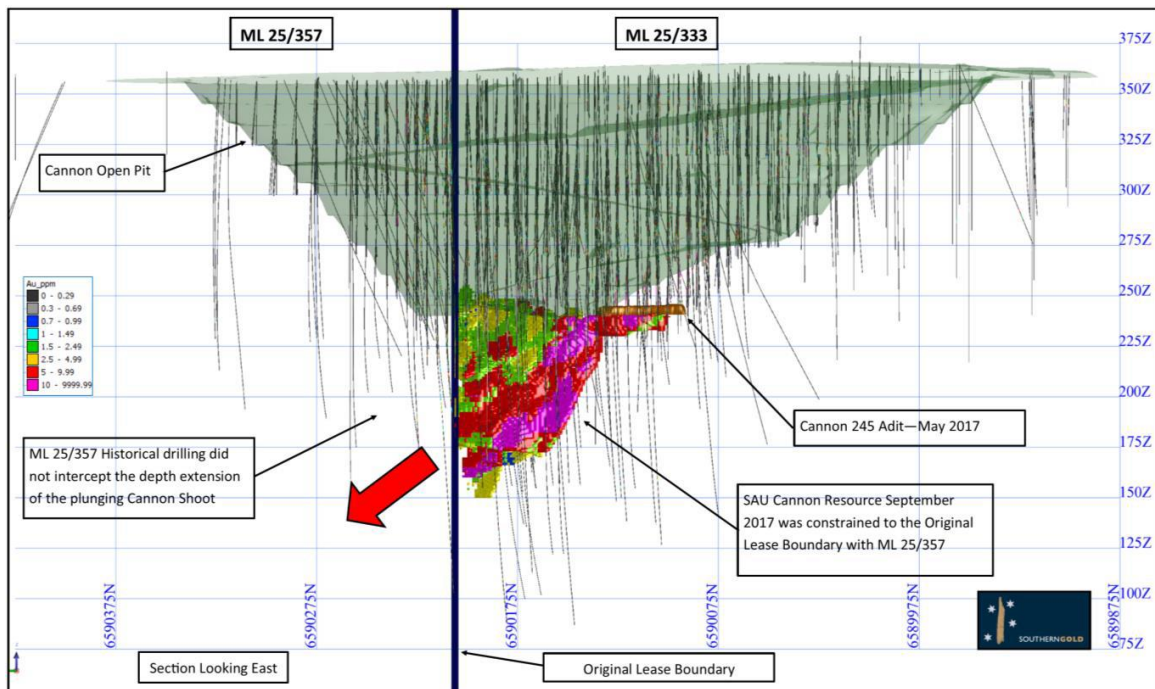 ML 25/357
ML 25/333
375Z
350Z
325Z
300Z
275Z
250Z
225Z
200Z
175Z
150Z
125Z
100Z
75Z
Cannon Open Pit
Au_ppm
0 - 0.29
0.3 - 0.69
0.7 - 0.99
1 - 1.49
1.5 - 2.49
2.5 - 4.99
5 - 9.99
10 - 9999.99
ML 25/357 Historical drilling did
not intercept the depth extension
of the plunging Cannon Shoot
Cannon 245 Adit—May 2017
SAU Cannon Resource September
2017 was constrained to the Original
Lease Boundary with ML 25/357
6590375N
6590275N
6590175N
6590075N
6589975N
6589875N
SOUTHERNGOLD
Section Looking East
Original Lease Boundary